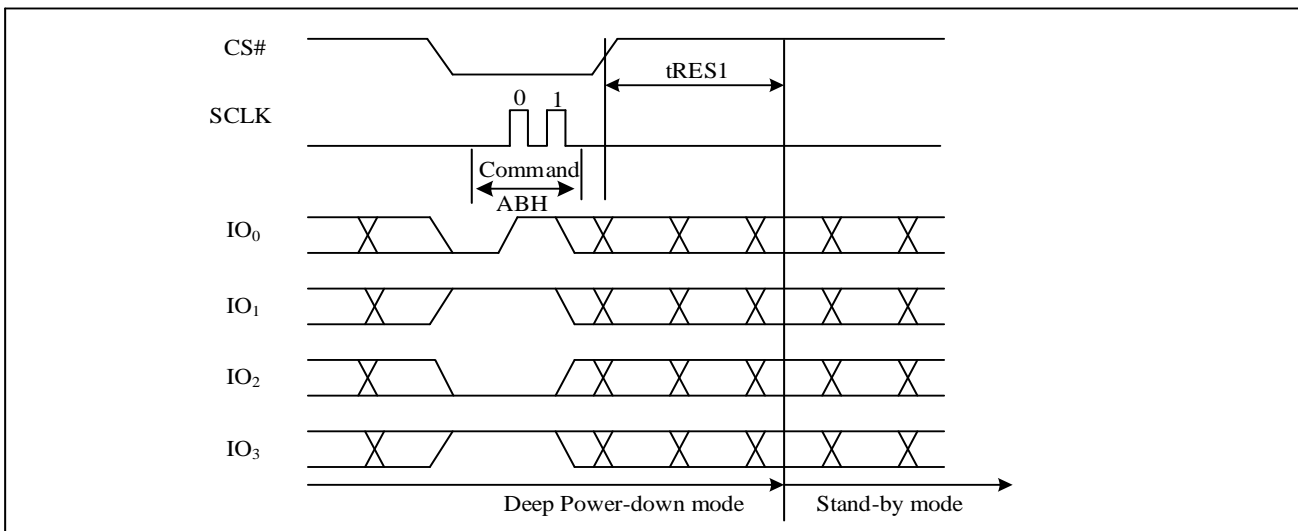 CS#
tRES1
0 1
SCLK
Command
ABH
IO0
IO1
IO2
IO3
Deep Power-down mode Stand-by mode